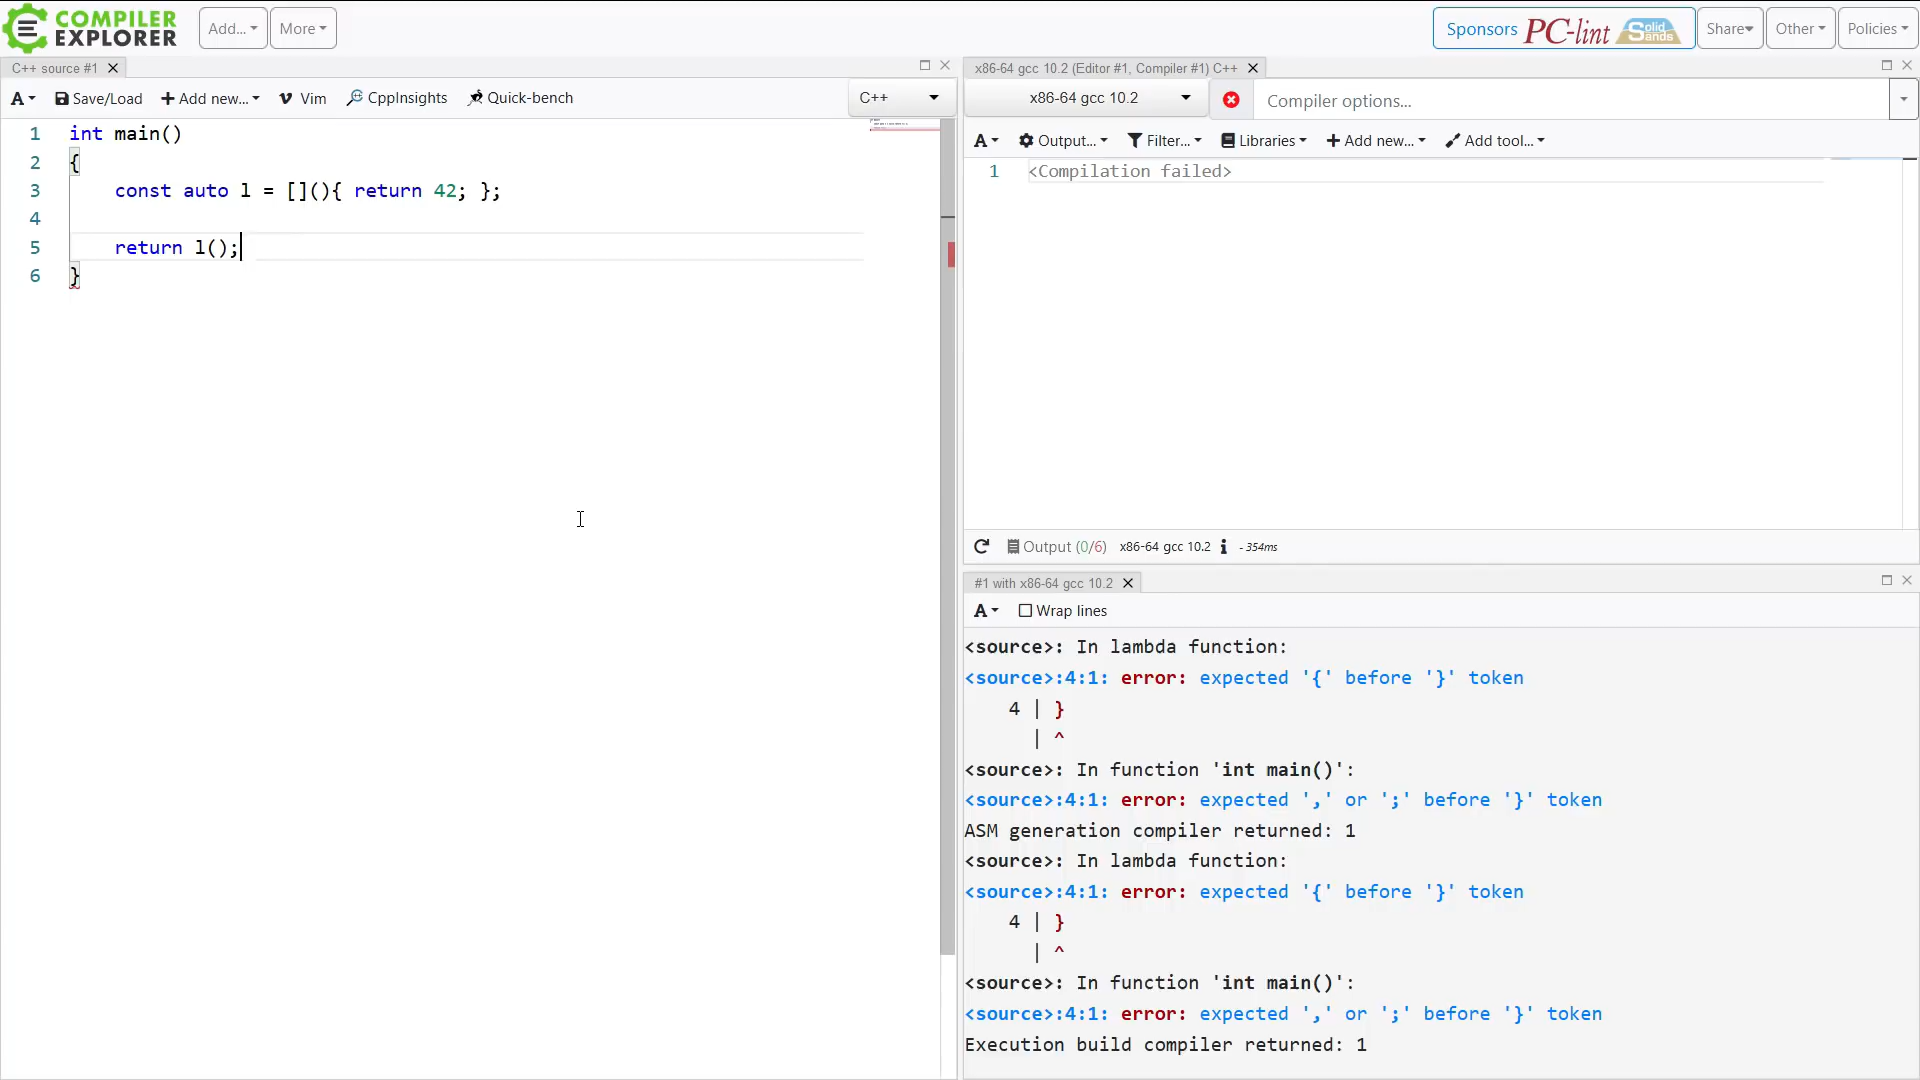 COMPILER EXPLORER
Add...
More
Sponsors PC-lint Solid Sands
Share
Other
Policies
C++ source #1
A
Save/Load
Add new...
Vim
CppInsights
Quick-bench
C++
1 int main()
2 {
3 const auto l = [](){ return 42; };
4
5 return l();
6 }
x86-64 gcc 10.2 (Editor #1, Compiler #1) C++
x86-64 gcc 10.2
Compiler options...
A
Output...
Filter...
Libraries
Add new...
Add tool...
1 <Compilation failed>
Output (0/6) x86-64 gcc 10.2 i - 354ms
#1 with x86-64 gcc 10.2
A
Wrap lines
<source>: In lambda function:
<source>:4:1: error: expected '{' before '}' token
4 | }
| ^
<source>: In function 'int main()':
<source>:4:1: error: expected ',' or ';' before '}' token
ASM generation compiler returned: 1
<source>: In lambda function:
<source>:4:1: error: expected '{' before '}' token
4 | }
| ^
<source>: In function 'int main()':
<source>:4:1: error: expected ',' or ';' before '}' token
Execution build compiler returned: 1